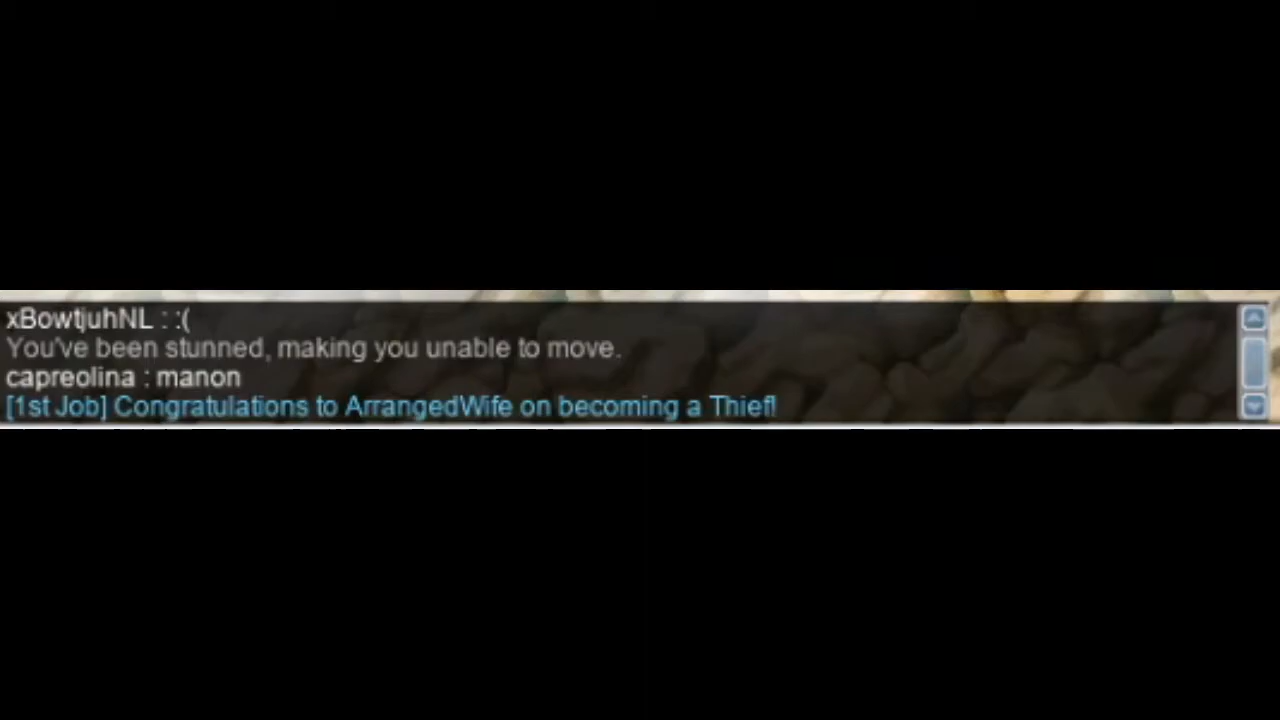 xBowtjuhNL : :(
You've been stunned, making you unable to move.
capreolina : manon
[1st Job] Congratulations to ArrangedWife on becoming a Thief!